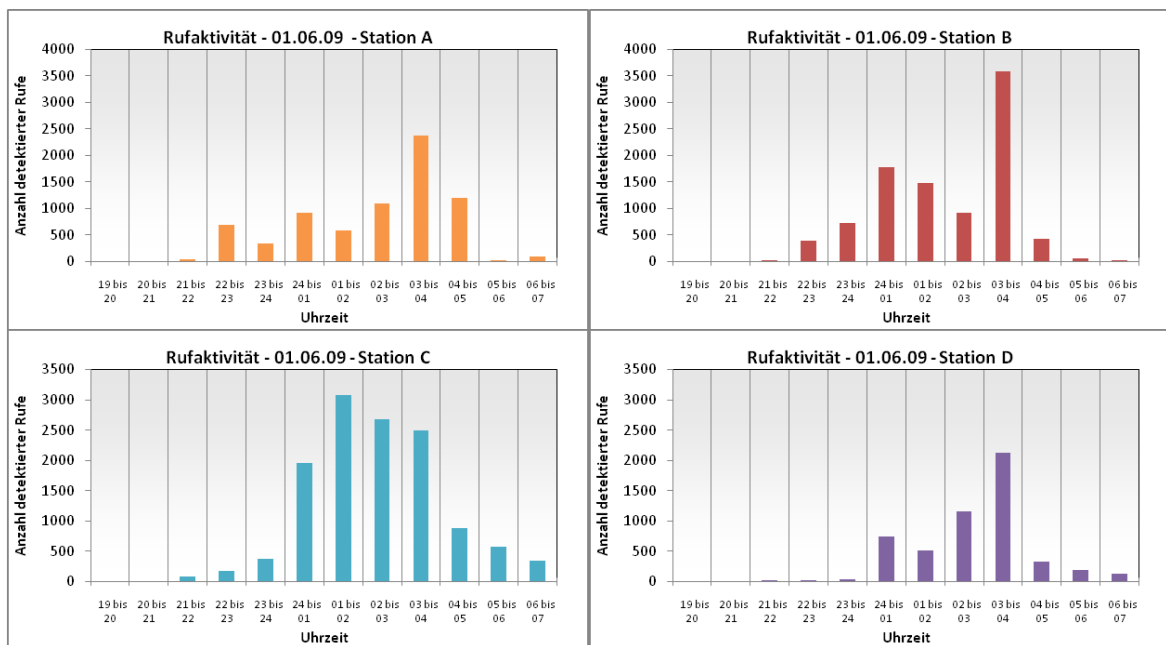 Rufaktivität - 01.06.09 - Station A
Anzahl detektierter Rufe
4000
3500
3000
2500
2000
1500
1000
500
0
19 bis 20 bis 21 bis 22 bis 23 bis 24 bis 01 bis 02 bis 03 bis 04 bis 05 bis 06 bis
20 21 22 23 24 01 02 03 04 05 06 07
Uhrzeit
Rufaktivität - 01.06.09 - Station B
Anzahl detektierter Rufe
4000
3500
3000
2500
2000
1500
1000
500
0
19 bis 20 bis 21 bis 22 bis 23 bis 24 bis 01 bis 02 bis 03 bis 04 bis 05 bis 06 bis
20 21 22 23 24 01 02 03 04 05 06 07
Uhrzeit
Rufaktivität - 01.06.09 - Station C
Anzahl detektierter Rufe
3500
3000
2500
2000
1500
1000
500
0
19 bis 20 bis 21 bis 22 bis 23 bis 24 bis 01 bis 02 bis 03 bis 04 bis 05 bis 06 bis
20 21 22 23 24 01 02 03 04 05 06 07
Uhrzeit
Rufaktivität - 01.06.09 - Station D
Anzahl detektierter Rufe
3500
3000
2500
2000
1500
1000
500
0
19 bis 20 bis 21 bis 22 bis 23 bis 24 bis 01 bis 02 bis 03 bis 04 bis 05 bis 06 bis
20 21 22 23 24 01 02 03 04 05 06 07
Uhrzeit